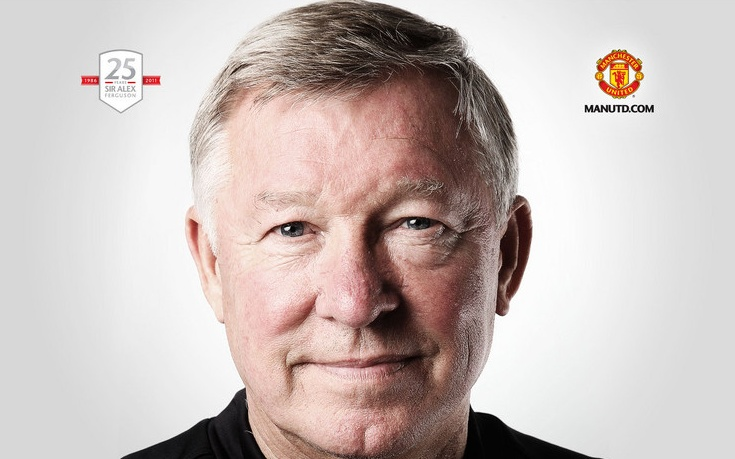 25
1986 YEARS 2011
SIR ALEX
FERGUSON
MANCHESTER
UNITED
MANUTD.COM